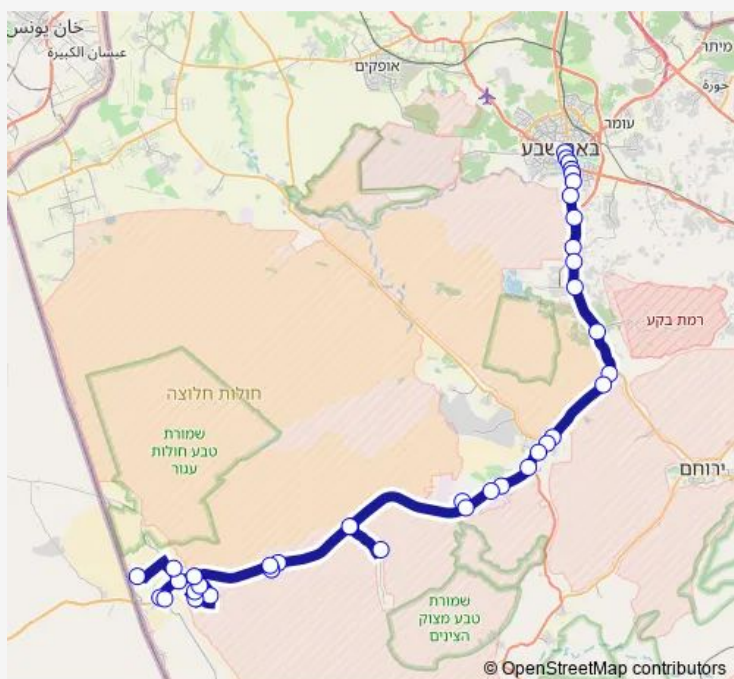 خان يونس
عبسان الكبيرة
אופקים
מיתר
חורה
עומר
באר שבע
רמת בקע
חולות חלוצה
שמורת
טבע חולות
עגור
ירוחם
שמורת
טבע מצוק
הצינים
© OpenStreetMap contributors